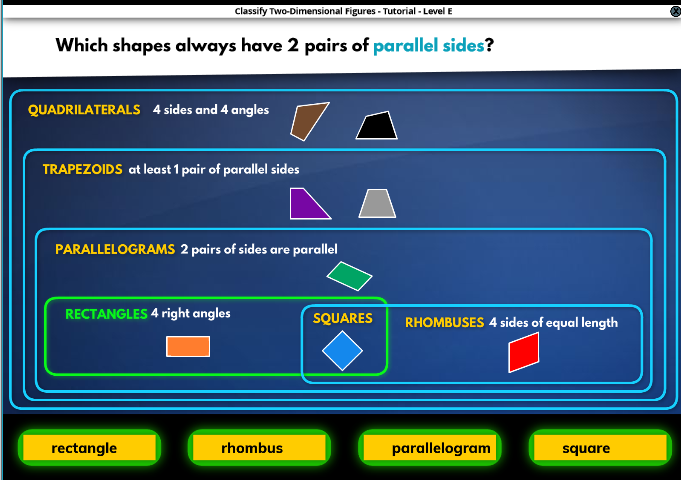 Classify Two-Dimensional Figures - Tutorial - Level E
Which shapes always have 2 pairs of parallel sides?
QUADRILATERALS 4 sides and 4 angles
TRAPEZOIDS at least 1 pair of parallel sides
PARALLELOGRAMS 2 pairs of sides are parallel
RECTANGLES 4 right angles
SQUARES
RHOMBUSES 4 sides of equal length
rectangle
rhombus
parallelogram
square